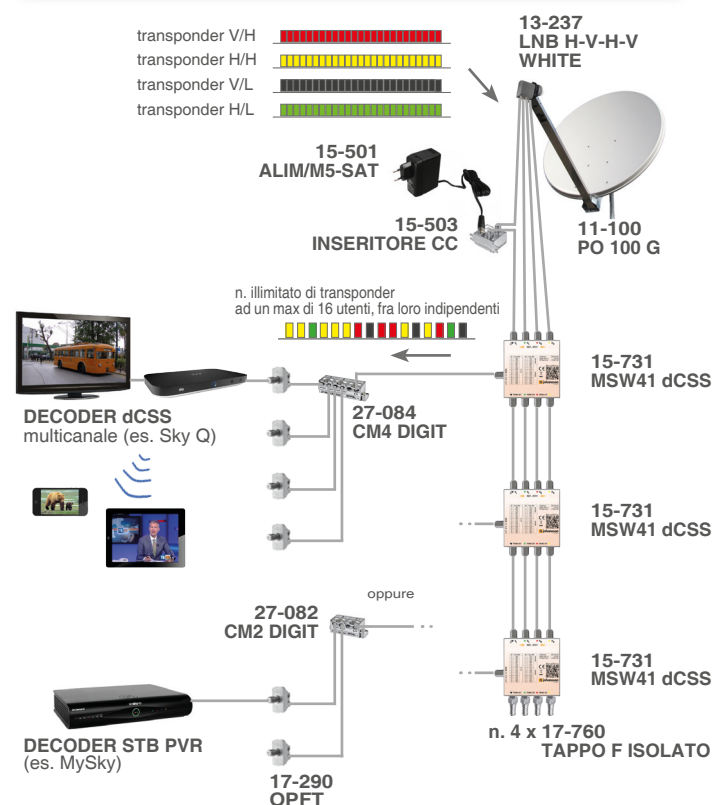 13-237
LNB H-V-H-V
WHITE
transponder V/H
transponder H/H
transponder V/L
transponder H/L
15-501
ALIM/M5-SAT
15-503
INSERITORE CC
11-100
PO 100 G
n. illimitato di transponder
ad un max di 16 utenti, fra loro indipendenti
15-731
MSW41 dCSS
27-084
CM4 DIGIT
DECODER dCSS
multicanale (es. Sky Q)
15-731
MSW41 dCSS
oppure
27-082
CM2 DIGIT
15-731
MSW41 dCSS
n. 4 x 17-760
TAPPO F ISOLATO
DECODER STB PVR
(es. MySky)
17-290
OPFT